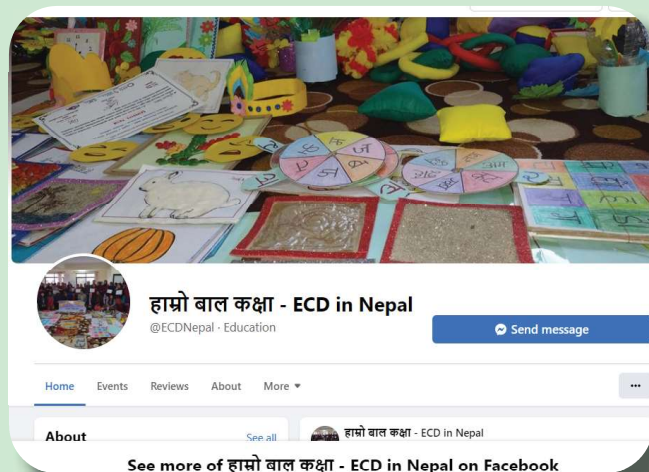 हाम्रो बाल कक्षा - ECD in Nepal
@ECDNepal · Education
Send message
Home Events Reviews About More
About See all
हाम्रो बाल कक्षा - ECD in Nepal
See more of हाम्रो बाल कक्षा - ECD in Nepal on Facebook